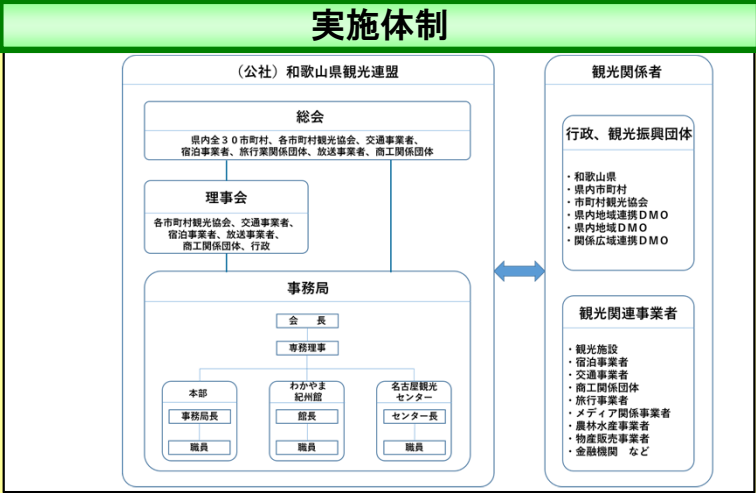 実施体制
（公社）和歌山県観光連盟
総会
県内全３０市町村、各市町村観光協会、交通事業者、
宿泊事業者、旅行業関係団体、放送事業者、商工関係団体
理事会
各市町村観光協会、交通事業者、
宿泊事業者、放送事業者、
商工関係団体、行政
事務局
会　長
専務理事
本部
事務局長
職員
わかやま
紀州館
館長
職員
名古屋観光
センター
センター長
職員
観光関係者
行政、観光振興団体
・和歌山県
・県内市町村
・市町村観光協会
・県内地域連携ＤＭＯ
・県内地域ＤＭＯ
・関係広域連携ＤＭＯ
観光関連事業者
・観光施設
・宿泊事業者
・交通事業者
・商工関係団体
・旅行事業者
・メディア関係事業者
・農林水産事業者
・物産販売事業者
・金融機関　など